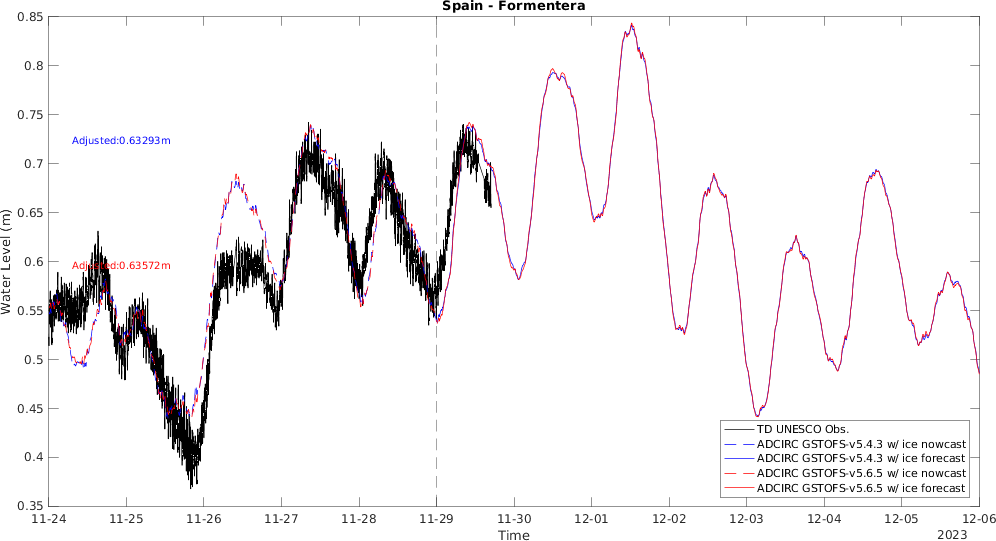 Spain - Formentera
0.85
0.8
0.75
0.7
0.65
0.6
0.55
0.5
0.45
0.4
0.35
Water Level (m)
Adjusted:0.63293m
Adjusted:0.63572m
TD UNESCO Obs.
ADCIRC GSTOFS-v5.4.3 w/ ice nowcast
ADCIRC GSTOFS-v5.4.3 w/ ice forecast
ADCIRC GSTOFS-v5.6.5 w/ ice nowcast
ADCIRC GSTOFS-v5.6.5 w/ ice forecast
11-24 11-25 11-26 11-27 11-28 11-29 11-30 12-01 12-02 12-03 12-04 12-05 12-06
Time
2023